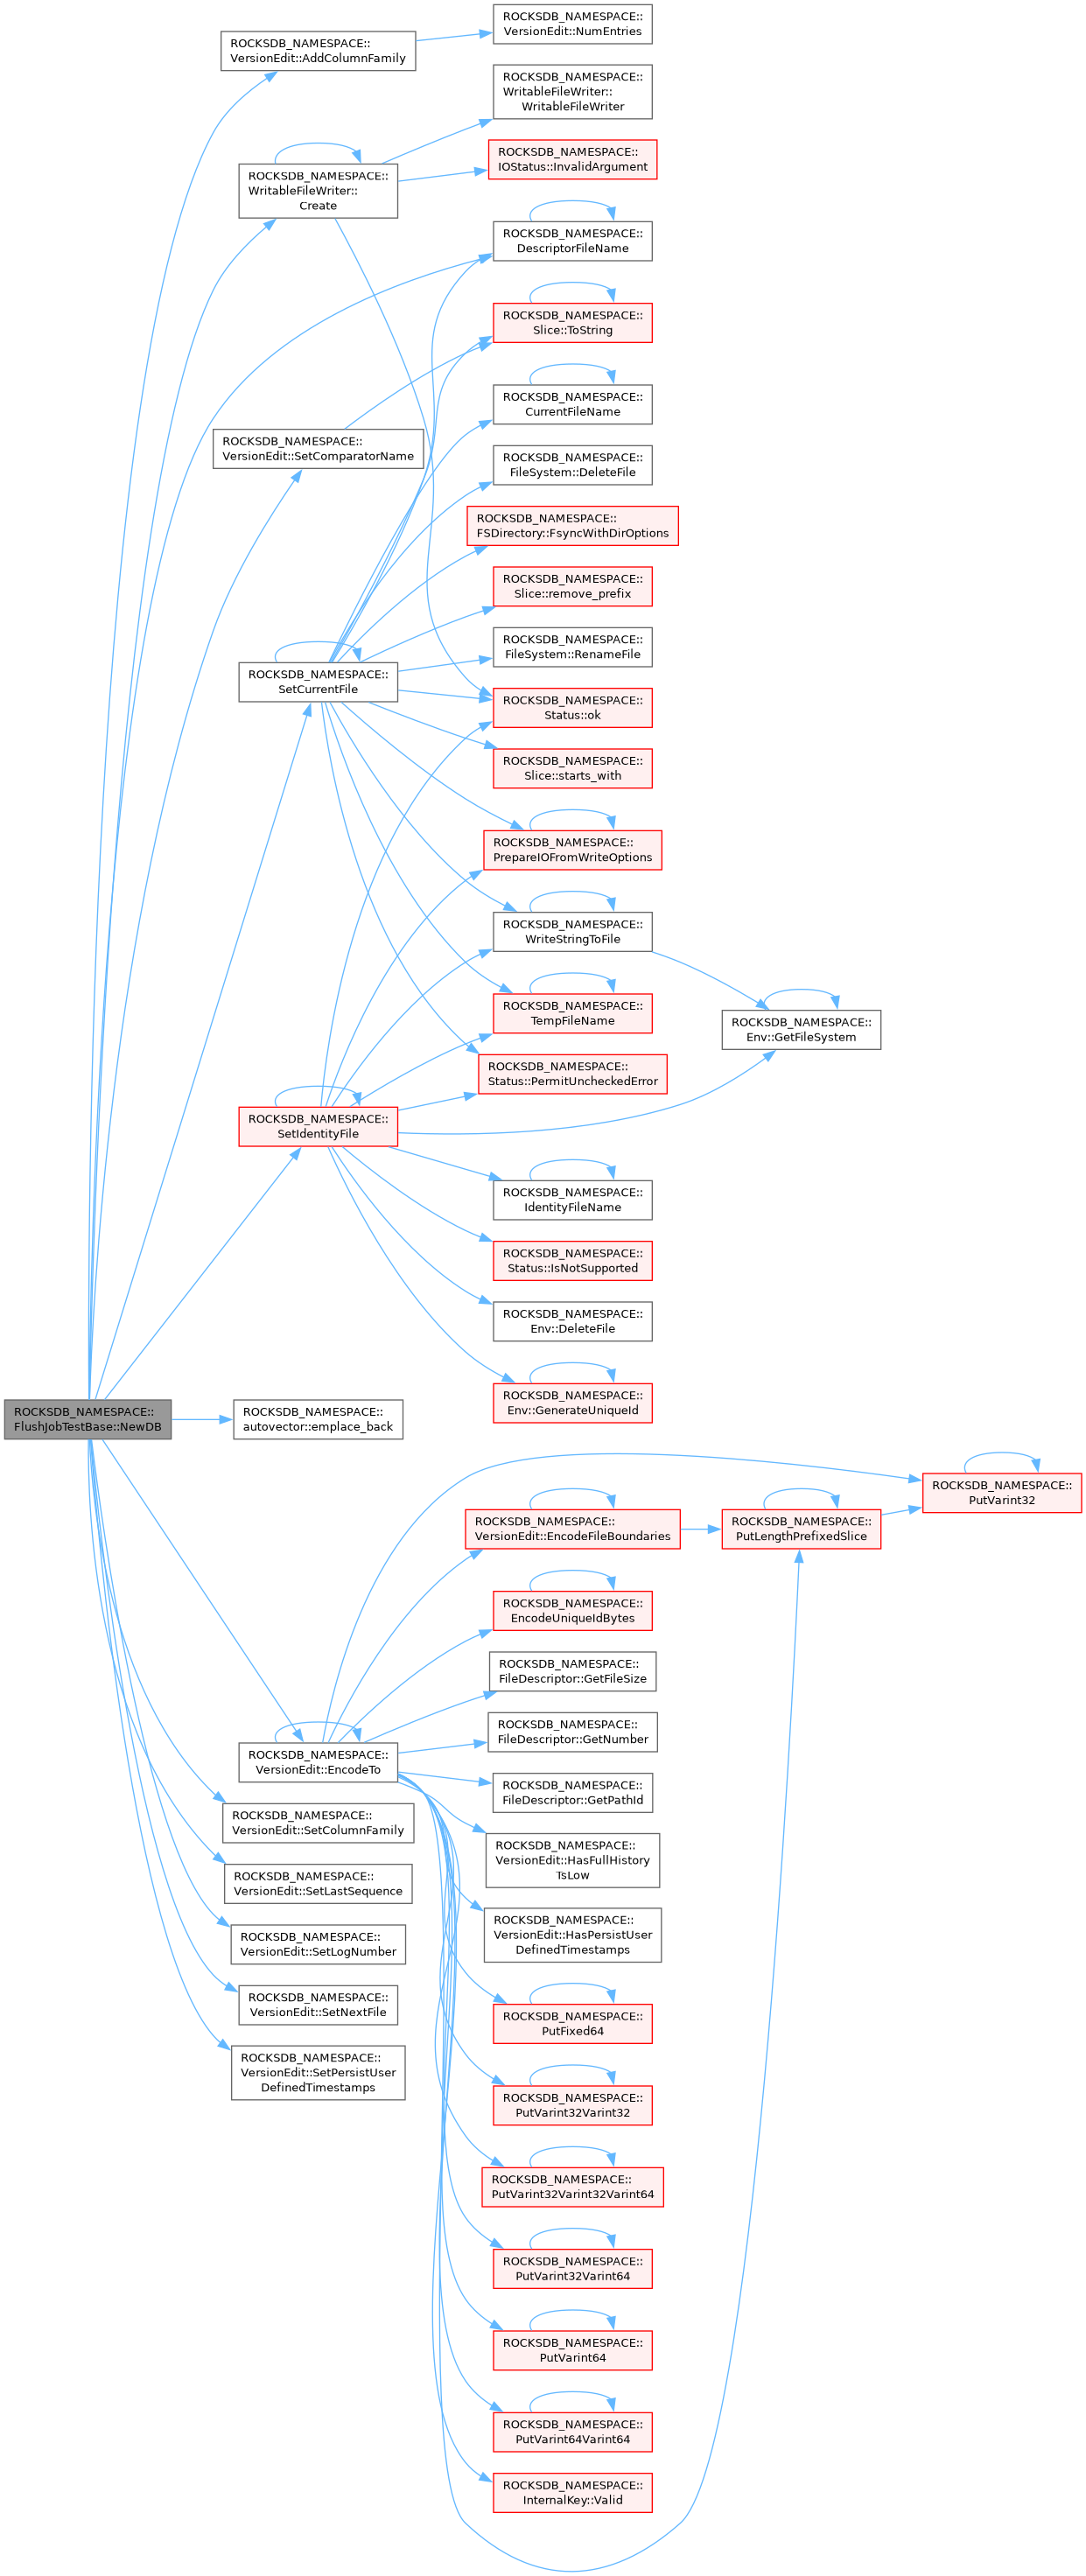 ROCKSDB_NAMESPACE::
FlushJobTestBase::NewDB
ROCKSDB_NAMESPACE::
VersionEdit::AddColumnFamily
ROCKSDB_NAMESPACE::
VersionEdit::NumEntries
ROCKSDB_NAMESPACE::
WritableFileWriter::
Create
ROCKSDB_NAMESPACE::
WritableFileWriter::
WritableFileWriter
ROCKSDB_NAMESPACE::
IOStatus::InvalidArgument
ROCKSDB_NAMESPACE::
DescriptorFileName
ROCKSDB_NAMESPACE::
Slice::ToString
ROCKSDB_NAMESPACE::
CurrentFileName
ROCKSDB_NAMESPACE::
VersionEdit::SetComparatorName
ROCKSDB_NAMESPACE::
FileSystem::DeleteFile
ROCKSDB_NAMESPACE::
FSDirectory::FsyncWithDirOptions
ROCKSDB_NAMESPACE::
Slice::remove_prefix
ROCKSDB_NAMESPACE::
FileSystem::RenameFile
ROCKSDB_NAMESPACE::
SetCurrentFile
ROCKSDB_NAMESPACE::
Status::ok
ROCKSDB_NAMESPACE::
Slice::starts_with
ROCKSDB_NAMESPACE::
PrepareIOFromWriteOptions
ROCKSDB_NAMESPACE::
WriteStringToFile
ROCKSDB_NAMESPACE::
TempFileName
ROCKSDB_NAMESPACE::
Env::GetFileSystem
ROCKSDB_NAMESPACE::
Status::PermitUncheckedError
ROCKSDB_NAMESPACE::
SetIdentityFile
ROCKSDB_NAMESPACE::
IdentityFileName
ROCKSDB_NAMESPACE::
Status::IsNotSupported
ROCKSDB_NAMESPACE::
Env::DeleteFile
ROCKSDB_NAMESPACE::
Env::GenerateUniqueId
ROCKSDB_NAMESPACE::
autovector::emplace_back
ROCKSDB_NAMESPACE::
PutVarint32
ROCKSDB_NAMESPACE::
VersionEdit::EncodeFileBoundaries
ROCKSDB_NAMESPACE::
PutLengthPrefixedSlice
ROCKSDB_NAMESPACE::
EncodeUniqueIdBytes
ROCKSDB_NAMESPACE::
FileDescriptor::GetFileSize
ROCKSDB_NAMESPACE::
FileDescriptor::GetNumber
ROCKSDB_NAMESPACE::
VersionEdit::EncodeTo
ROCKSDB_NAMESPACE::
FileDescriptor::GetPathId
ROCKSDB_NAMESPACE::
VersionEdit::SetColumnFamily
ROCKSDB_NAMESPACE::
VersionEdit::HasFullHistory
TsLow
ROCKSDB_NAMESPACE::
VersionEdit::SetLastSequence
ROCKSDB_NAMESPACE::
VersionEdit::HasPersistUser
DefinedTimestamps
ROCKSDB_NAMESPACE::
VersionEdit::SetLogNumber
ROCKSDB_NAMESPACE::
VersionEdit::SetNextFile
ROCKSDB_NAMESPACE::
PutFixed64
ROCKSDB_NAMESPACE::
VersionEdit::SetPersistUser
DefinedTimestamps
ROCKSDB_NAMESPACE::
PutVarint32Varint32
ROCKSDB_NAMESPACE::
PutVarint32Varint32Varint64
ROCKSDB_NAMESPACE::
PutVarint32Varint64
ROCKSDB_NAMESPACE::
PutVarint64
ROCKSDB_NAMESPACE::
PutVarint64Varint64
ROCKSDB_NAMESPACE::
InternalKey::Valid